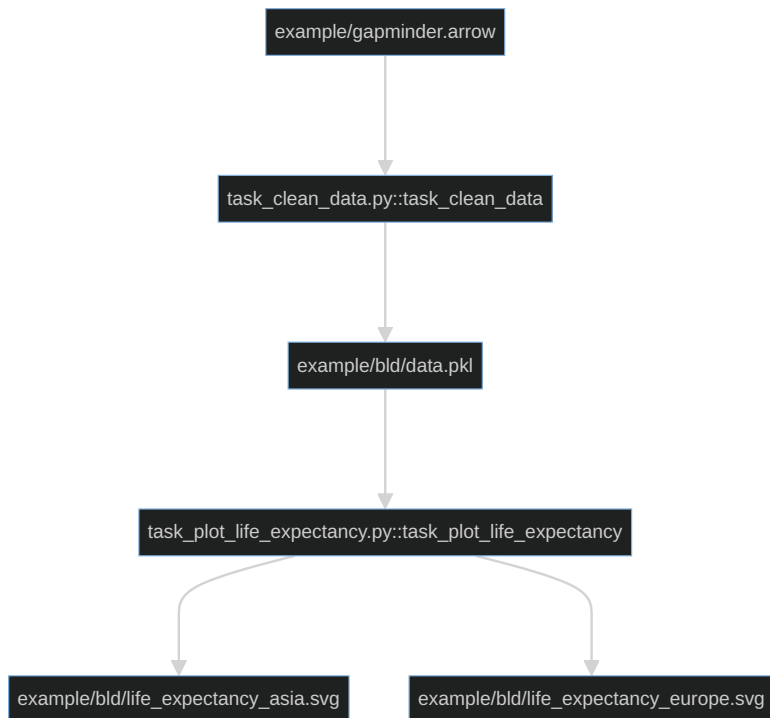 example/gapminder.arrow
task_clean_data.py::task_clean_data
example/bld/data.pkl
task_plot_life_expectancy.py::task_plot_life_expectancy
example/bld/life_expectancy_asia.svg
example/bld/life_expectancy_europe.svg